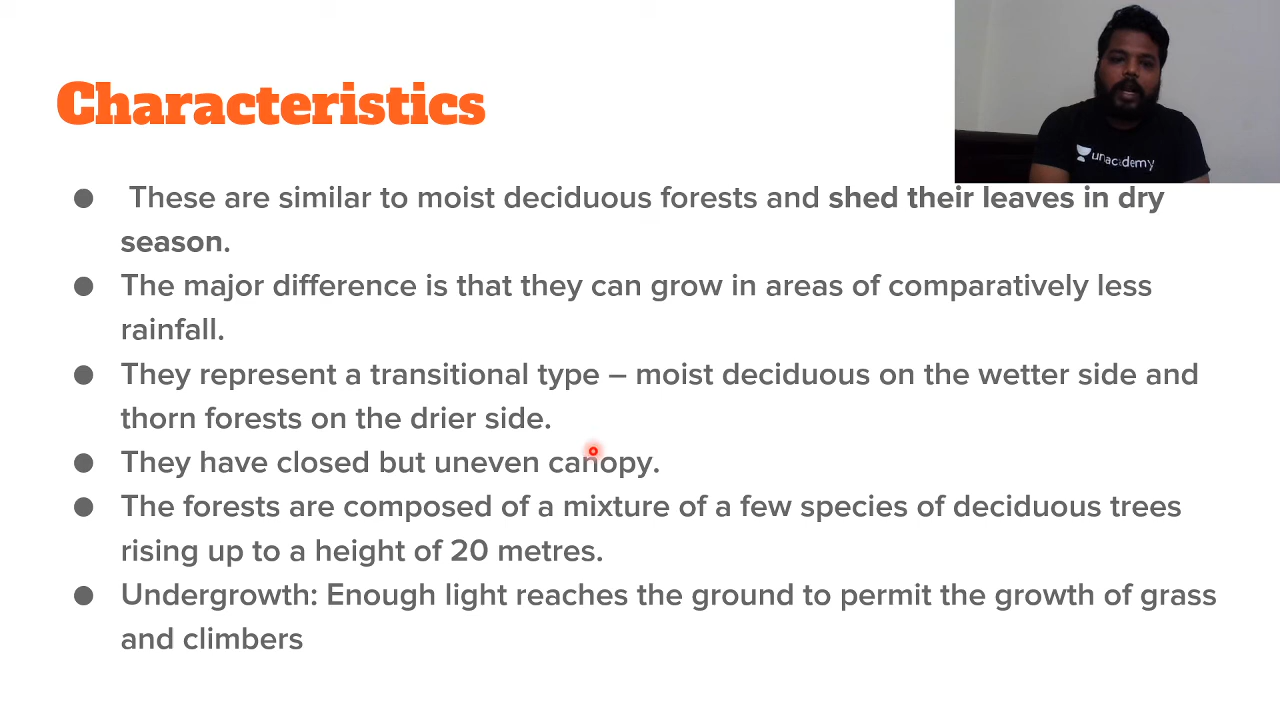 Characteristics
unacademy
● These are similar to moist deciduous forests and shed their leaves in dry
season.
● The major difference is that they can grow in areas of comparatively less
rainfall.
● They represent a transitional type – moist deciduous on the wetter side and
thorn forests on the drier side.
● They have closed but uneven canopy.
● The forests are composed of a mixture of a few species of deciduous trees
rising up to a height of 20 metres.
● Undergrowth: Enough light reaches the ground to permit the growth of grass
and climbers